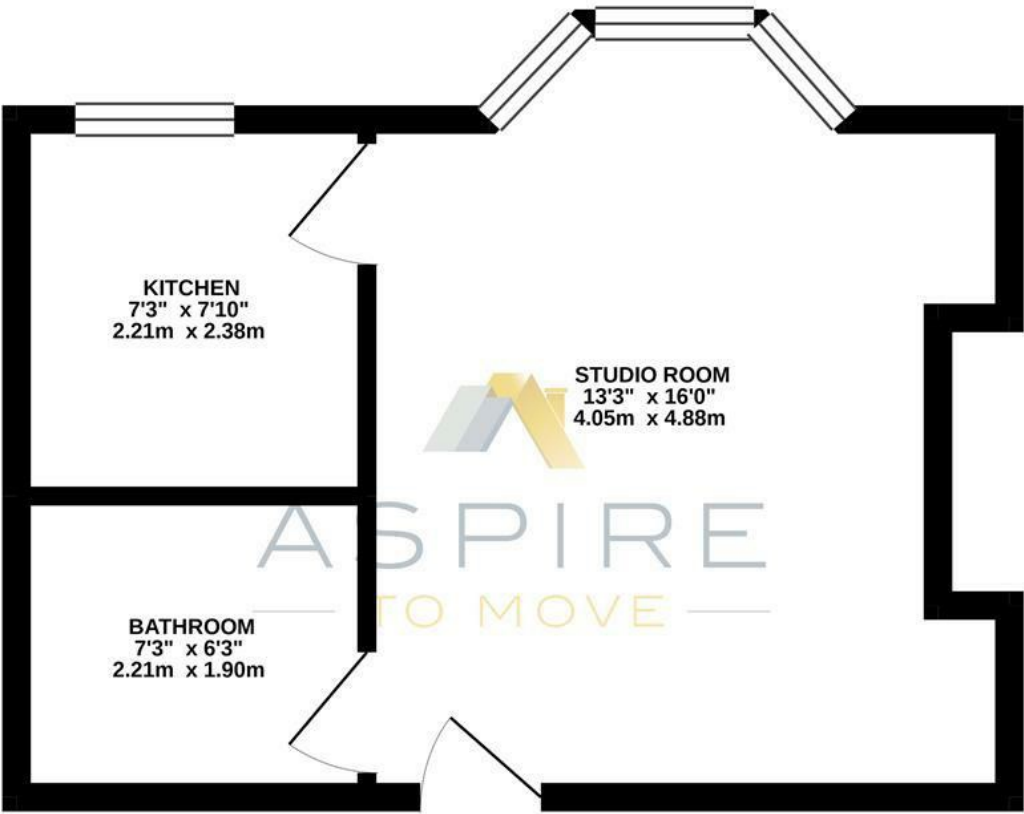 KITCHEN
7'3" x 7'10"
2.21m x 2.38m
STUDIO ROOM
13'3" x 16'0"
4.05m x 4.88m
ASPIRE
TO MOVE
BATHROOM
7'3" x 6'3"
2.21m x 1.90m